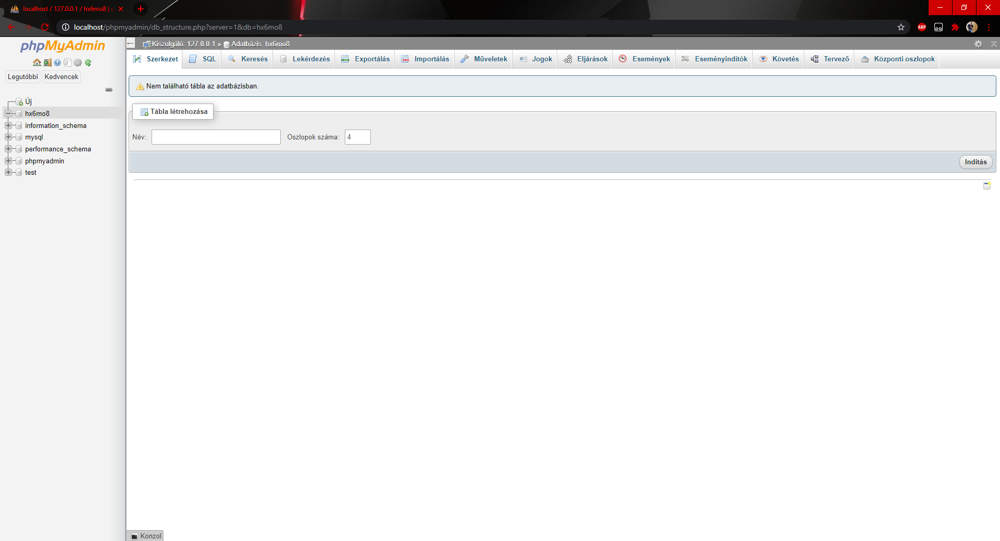 localhost / 127.0.0.1 / hx6mo8 |
localhost/phpmyadmin/db_structure.php?server=1&db=hx6mo8
ABP
phpMyAdmin
Legutóbbi Kedvencek
Új
hx6mo8
information_schema
mysql
performance_schema
phpmyadmin
test
Kiszolgáló: 127.0.0.1 » Adatbázis: hx6mo8
Szerkezet SQL Keresés Lekérdezés Exportálás Importálás Műveletek Jogok Eljárások Események Eseményindítók Követés Tervező Központi oszlopok
Nem található tábla az adatbázisban.
Tábla létrehozása
Név: Oszlopok száma: 4
Indítás
Konzol